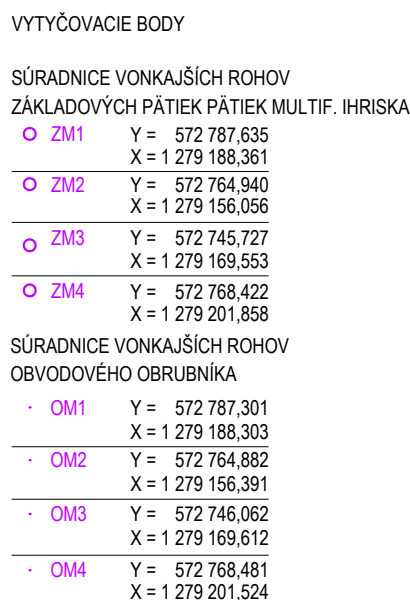 VYTYČOVACIE BODY
SÚRADNICE VONKAJŠÍCH ROHOV
ZÁKLADOVÝCH PÄTIEK PÄTIEK MULTIF. IHRISKA
ZM1 Y = 572 787,635
X = 1 279 188,361
ZM2 Y = 572 764,940
X = 1 279 156,056
ZM3 Y = 572 745,727
X = 1 279 169,553
ZM4 Y = 572 768,422
X = 1 279 201,858
SÚRADNICE VONKAJŠÍCH ROHOV
OBVODOVÉHO OBRUBNÍKA
OM1 Y = 572 787,301
X = 1 279 188,303
OM2 Y = 572 764,882
X = 1 279 156,391
OM3 Y = 572 746,062
X = 1 279 169,612
OM4 Y = 572 768,481
X = 1 279 201,524